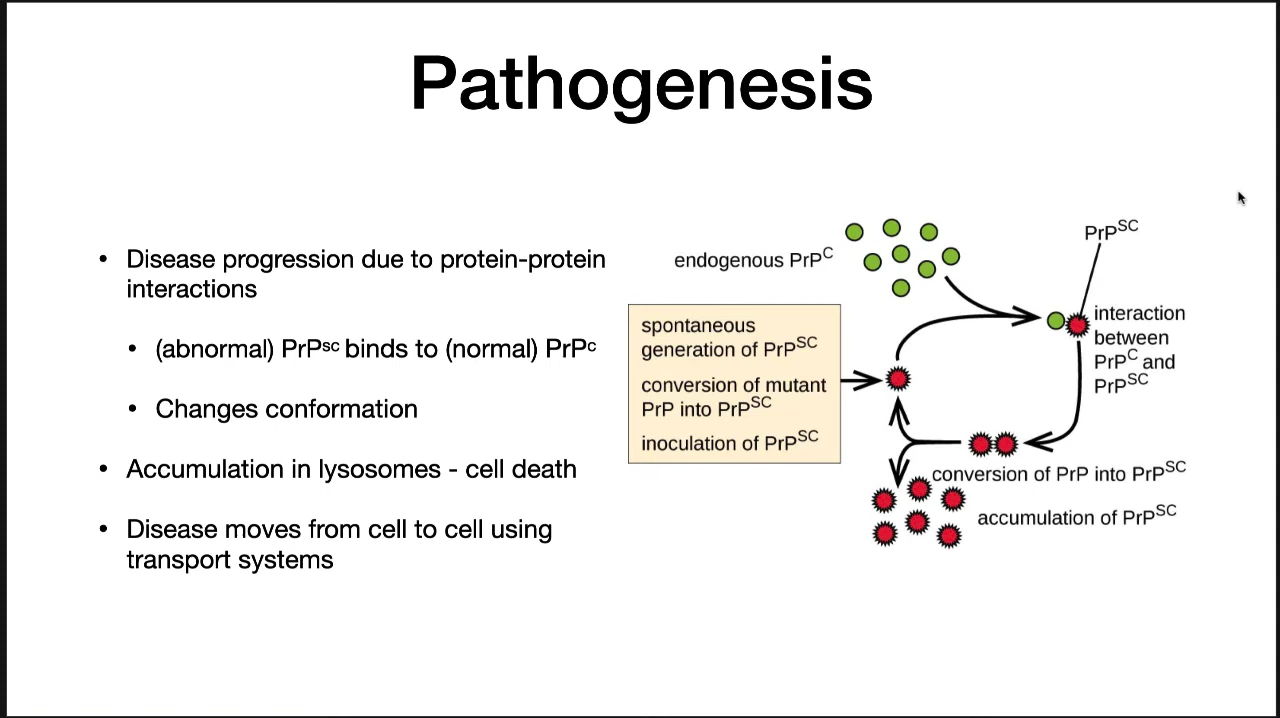 Pathogenesis
• Disease progression due to protein-protein
interactions
• (abnormal) PrPsc binds to (normal) PrPc
• Changes conformation
• Accumulation in lysosomes - cell death
• Disease moves from cell to cell using
transport systems
endogenous PrPC
PrPSC
spontaneous
generation of PrPSC
conversion of mutant
PrP into PrPSC
inoculation of PrPSC
interaction
between
PrPC and
PrPSC
conversion of PrP into PrPSC
accumulation of PrPSC